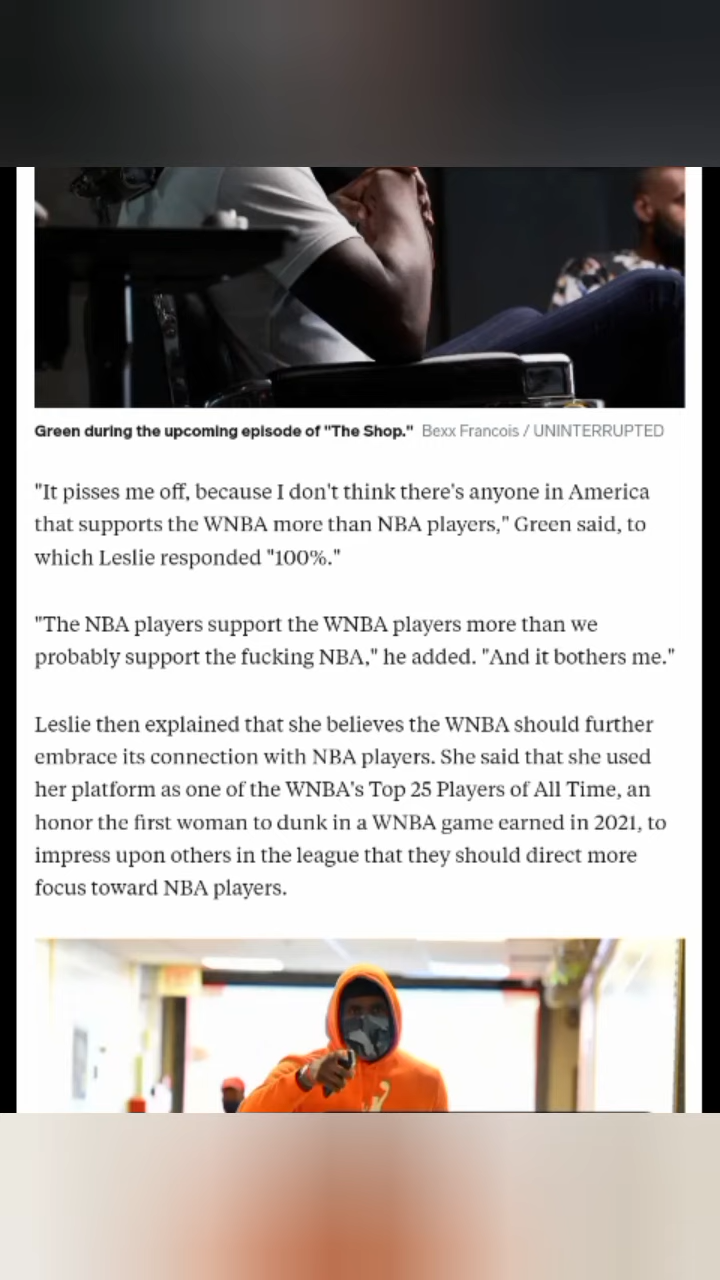 Green during the upcoming episode of "The Shop." Bexx Francois / UNINTERRUPTED
"It pisses me off, because I don't think there's anyone in America
that supports the WNBA more than NBA players," Green said, to
which Leslie responded "100%."
"The NBA players support the WNBA players more than we
probably support the fucking NBA," he added. "And it bothers me."
Leslie then explained that she believes the WNBA should further
embrace its connection with NBA players. She said that she used
her platform as one of the WNBA's Top 25 Players of All Time, an
honor the first woman to dunk in a WNBA game earned in 2021, to
impress upon others in the league that they should direct more
focus toward NBA players.